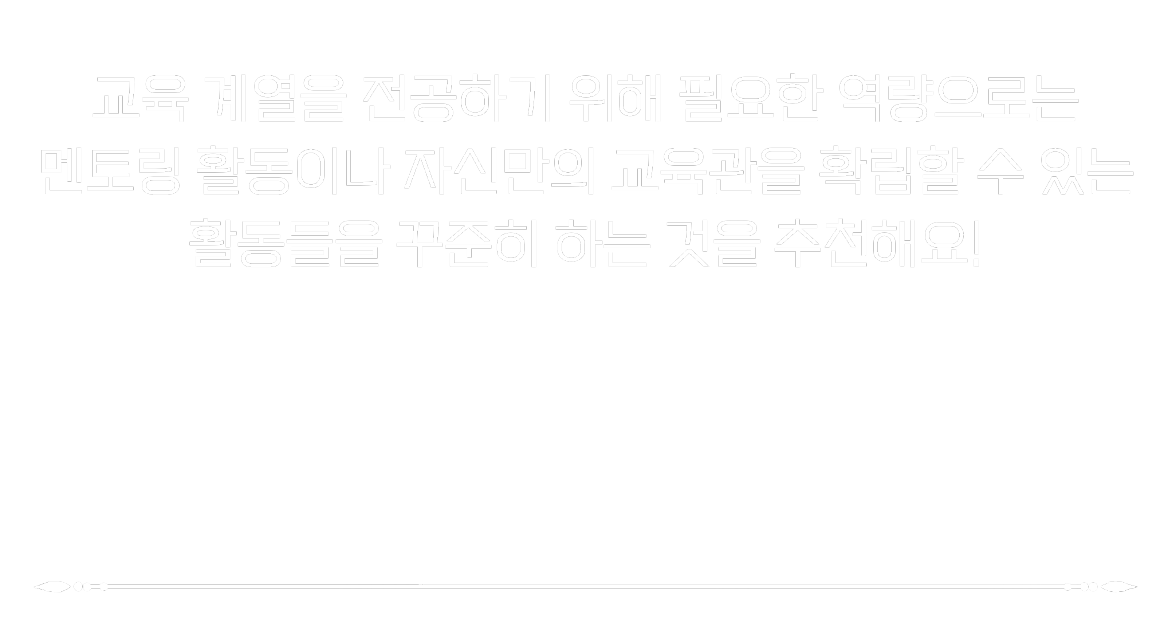 교육 계열을 전공하기 위해 필요한 역량으로는
멘토링 활동이나 자신만의 교육관을 확립할 수 있는
활동들을 꾸준히 하는 것을 추천해요!